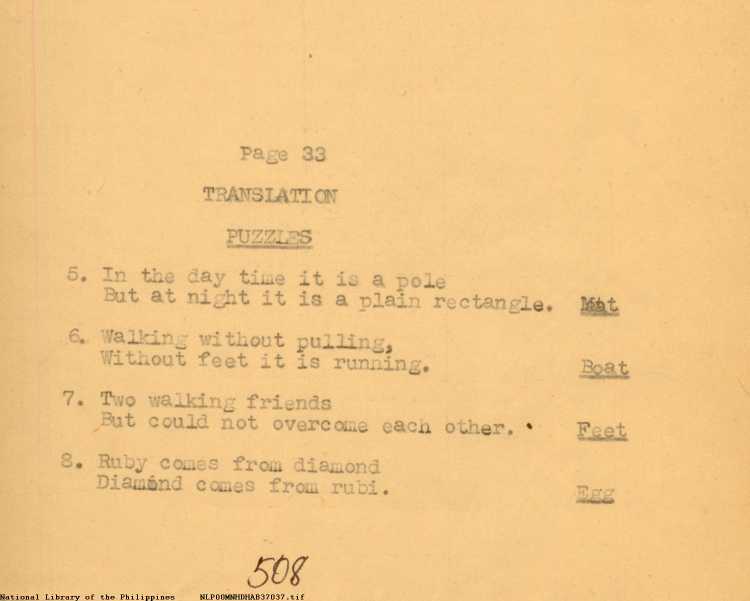 Page 33
TRANSLATION
PUZZLES
5. In the day time it is a pole
But at night it is a plain rectangle. Mat
6. Walking without pulling,
Without feet it is running. Boat
7. Two walking friends
But could not overcome each other. Feet
8. Ruby comes from diamond
Diamond comes from rubi. Egg
508
National Library of the Philippines NLP00MNHDHAB37037.tif